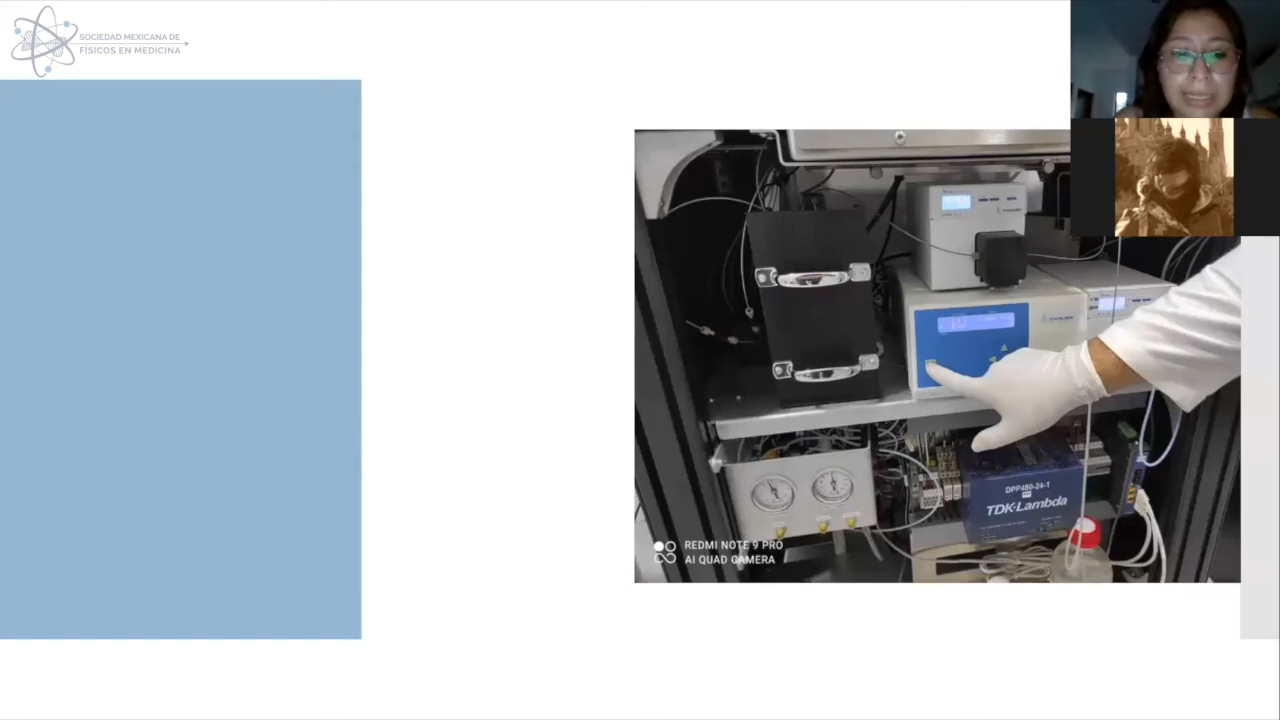 SOCIEDAD MEXICANA DE
FÍSICOS EN MEDICINA
DPP480-24-1
TDK-Lambda
REDMI NOTE 9 PRO
AI QUAD CAMERA